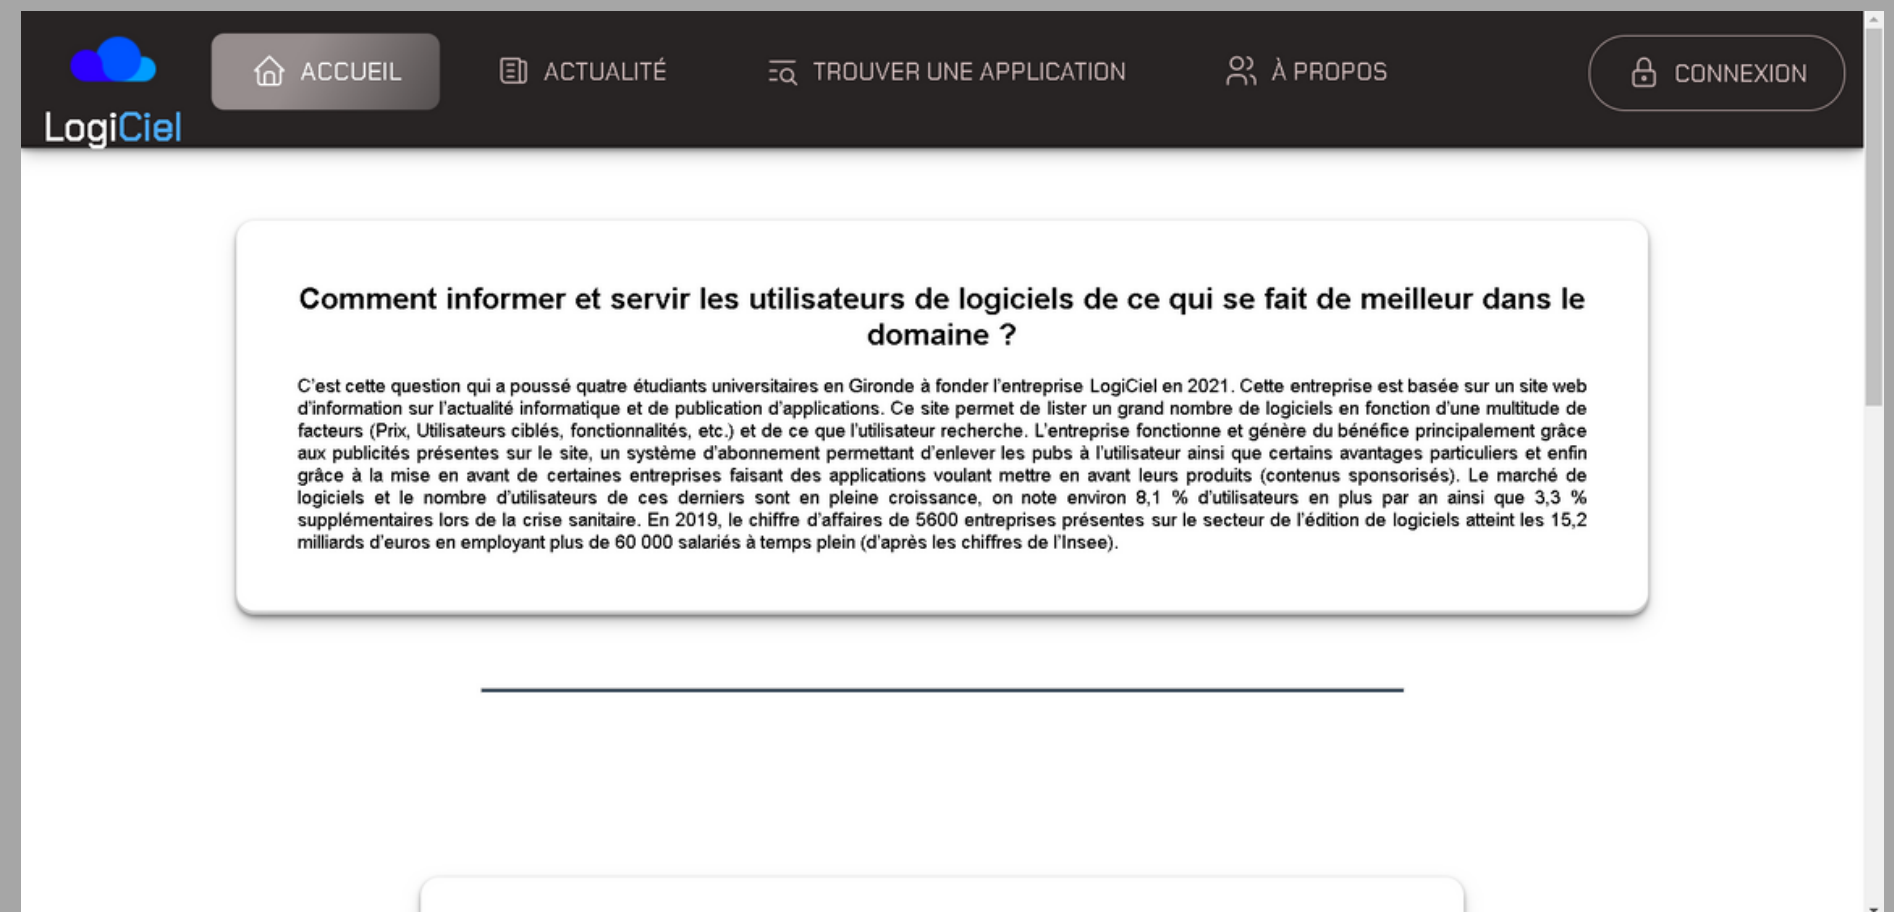 LogiCiel
ACCUEIL
ACTUALITÉ
TROUVER UNE APPLICATION
À PROPOS
CONNEXION
Comment informer et servir les utilisateurs de logiciels de ce qui se fait de meilleur dans le
domaine ?
C'est cette question qui a poussé quatre étudiants universitaires en Gironde à fonder l'entreprise LogiCiel en 2021. Cette entreprise est basée sur un site web
d'information sur l'actualité informatique et de publication d'applications. Ce site permet de lister un grand nombre de logiciels en fonction d'une multitude de
facteurs (Prix, Utilisateurs ciblés, fonctionnalités, etc.) et de ce que l'utilisateur recherche. L'entreprise fonctionne et génère du bénéfice principalement grâce
aux publicités présentes sur le site, un système d'abonnement permettant d'enlever les pubs à l'utilisateur ainsi que certains avantages particuliers et enfin
grâce à la mise en avant de certaines entreprises faisant des applications voulant mettre en avant leurs produits (contenus sponsorisés). Le marché de
logiciels et le nombre d'utilisateurs de ces derniers sont en pleine croissance, on note environ 8,1 % d'utilisateurs en plus par an ainsi que 3,3 %
supplémentaires lors de la crise sanitaire. En 2019, le chiffre d'affaires de 5600 entreprises présentes sur le secteur de l'édition de logiciels atteint les 15,2
milliards d'euros en employant plus de 60 000 salariés à temps plein (d'après les chiffres de l'Insee).